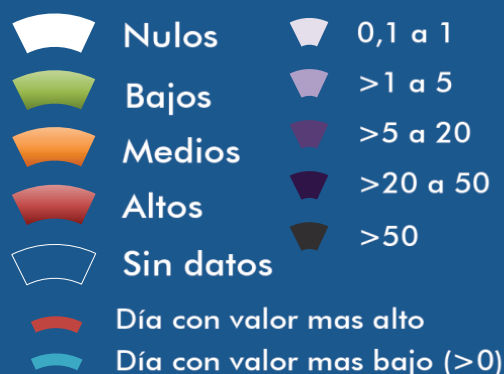 Nulos
Bajos
Medios
Altos
Sin datos
0,1 a 1
>1 a 5
>5 a 20
>20 a 50
>50
Día con valor mas alto
Día con valor mas bajo (>0)